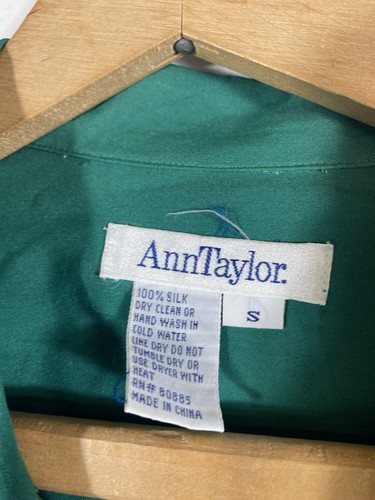 AnnTaylor.
S
100% SILK
DRY CLEAN OR
HAND WASH IN
COLD WATER
LINE DRY DO NOT
TUMBLE DRY OR
USE DRYER WITH
HEAT
RN# 80885
MADE IN CHINA